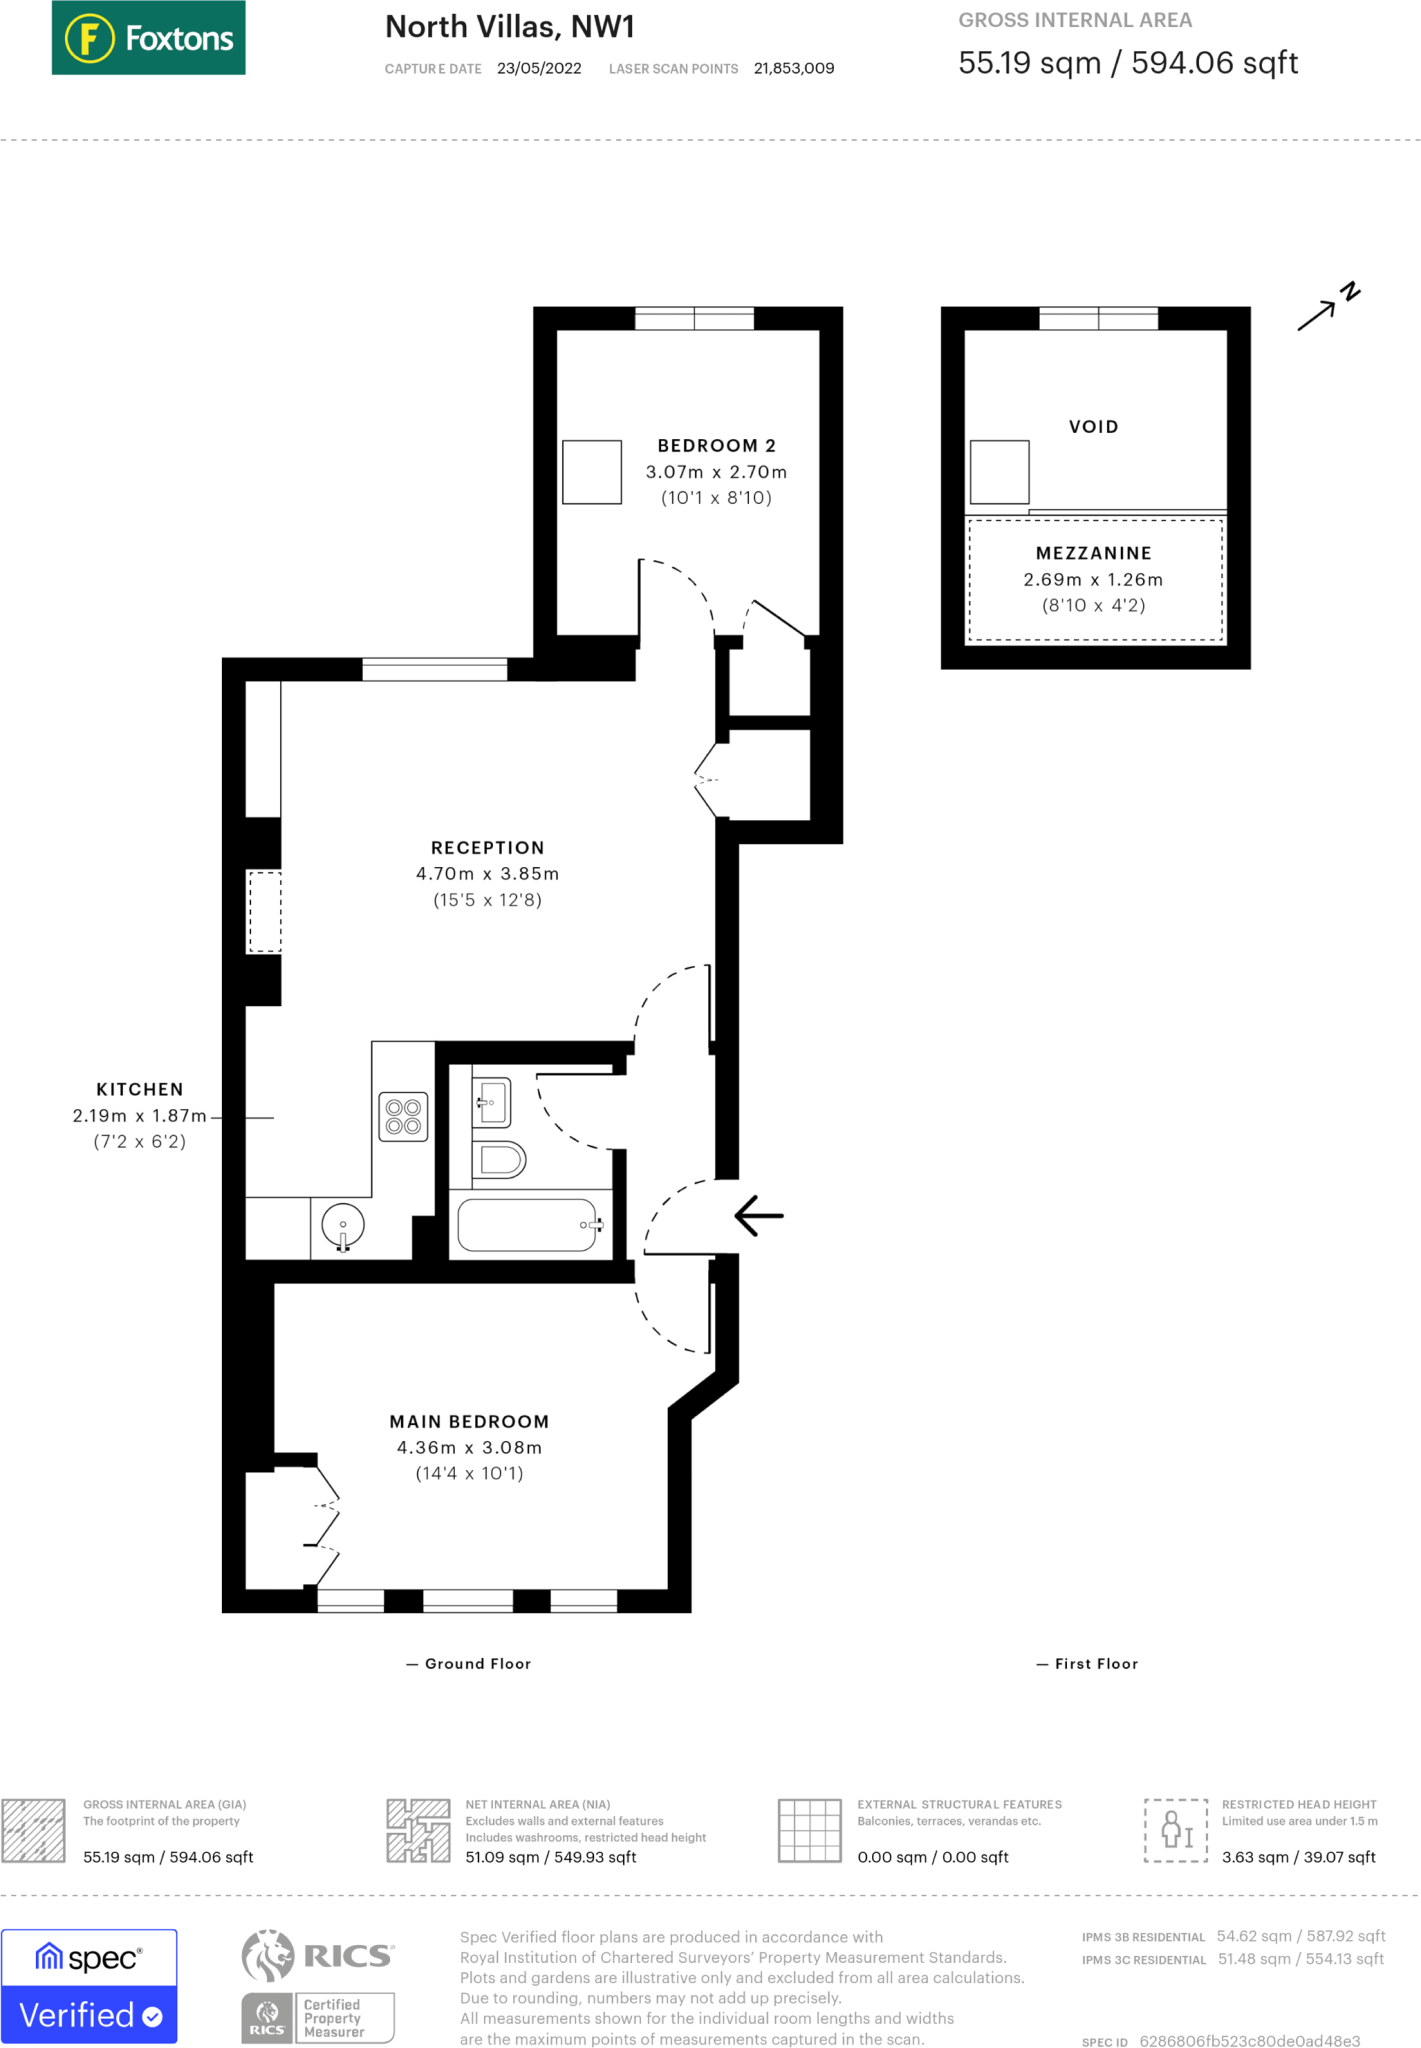 Foxtons
North Villas, NW1
CAPTURE DATE 23/05/2022 LASER SCAN POINTS 21,853,009
GROSS INTERNAL AREA
55.19 sqm / 594.06 sqft
N
BEDROOM 2
3.07m x 2.70m
(10'1 x 8'10)
VOID
MEZZANINE
2.69m x 1.26m
(8'10 x 4'2)
RECEPTION
4.70m x 3.85m
(15'5 x 12'8)
KITCHEN
2.19m x 1.87m
(7'2 x 6'2)
MAIN BEDROOM
4.36m x 3.08m
(14'4 x 10'1)
— Ground Floor
— First Floor
GROSS INTERNAL AREA (GIA)
The footprint of the property
55.19 sqm / 594.06 sqft
NET INTERNAL AREA (NIA)
Excludes walls and external features
Includes washrooms, restricted head height
51.09 sqm / 549.93 sqft
EXTERNAL STRUCTURAL FEATURES
Balconies, terraces, verandas etc.
0.00 sqm / 0.00 sqft
RESTRICTED HEAD HEIGHT
Limited use area under 1.5 m
3.63 sqm / 39.07 sqft
spec®
Verified
RICS®
RICS
Certified
Property
Measurer
Spec Verified floor plans are produced in accordance with
Royal Institution of Chartered Surveyors’ Property Measurement Standards.
Plots and gardens are illustrative only and excluded from all area calculations.
Due to rounding, numbers may not add up precisely.
All measurements shown for the individual room lengths and widths
are the maximum points of measurements captured in the scan.
IPMS 3B RESIDENTIAL 54.62 sqm / 587.92 sqft
IPMS 3C RESIDENTIAL 51.48 sqm / 554.13 sqft
SPEC ID 6286806fb523c80de0ad48e3